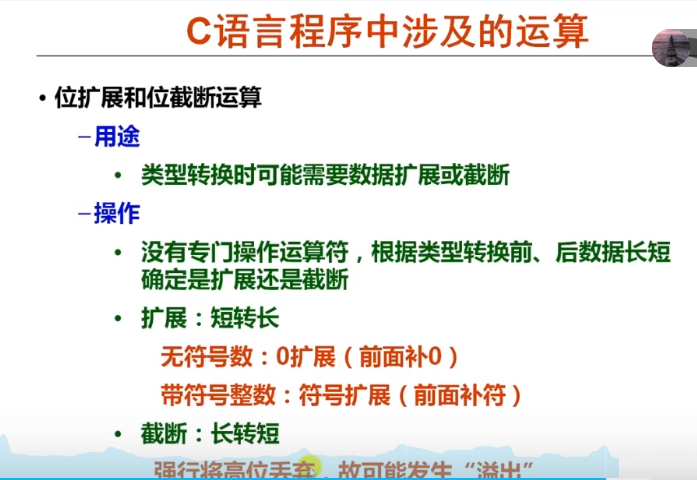 C语言程序中涉及的运算
• 位扩展和位截断运算
–用途
• 类型转换时可能需要数据扩展或截断
–操作
• 没有专门操作运算符，根据类型转换前、后数据长短
确定是扩展还是截断
• 扩展：短转长
无符号数：0扩展（前面补0）
带符号整数：符号扩展（前面补符）
• 截断：长转短
强行将高位丢弃，故可能发生“溢出”